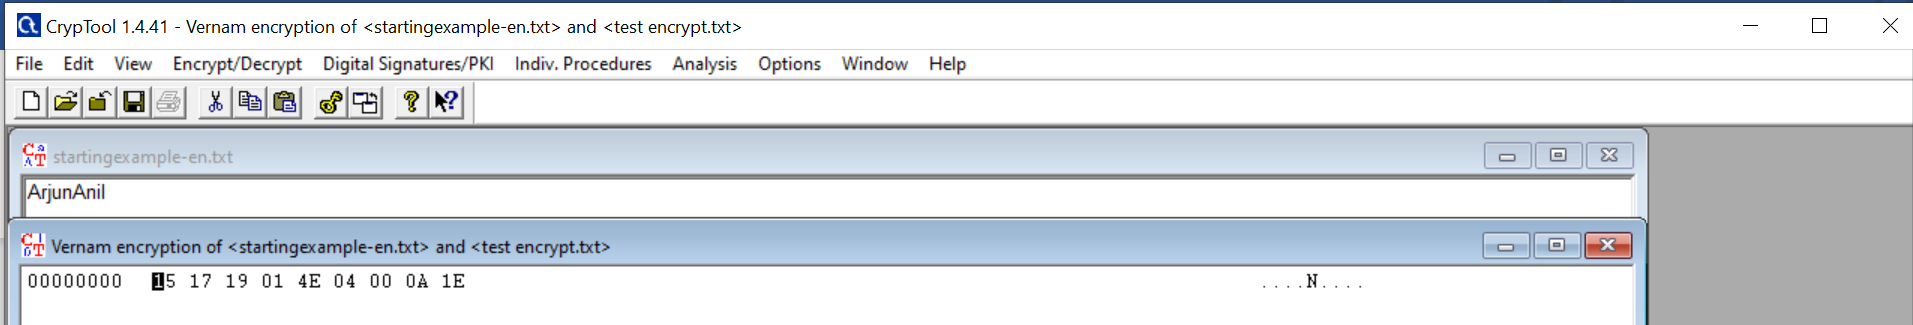 CrypTool 1.4.41 - Vernam encryption of <startingexample-en.txt> and <test encrypt.txt>
File Edit View Encrypt/Decrypt Digital Signatures/PKI Indiv. Procedures Analysis Options Window Help
startingexample-en.txt
ArjunAnil
Vernam encryption of <startingexample-en.txt> and <test encrypt.txt>
00000000 15 17 19 01 4E 04 00 0A 1E ....N....